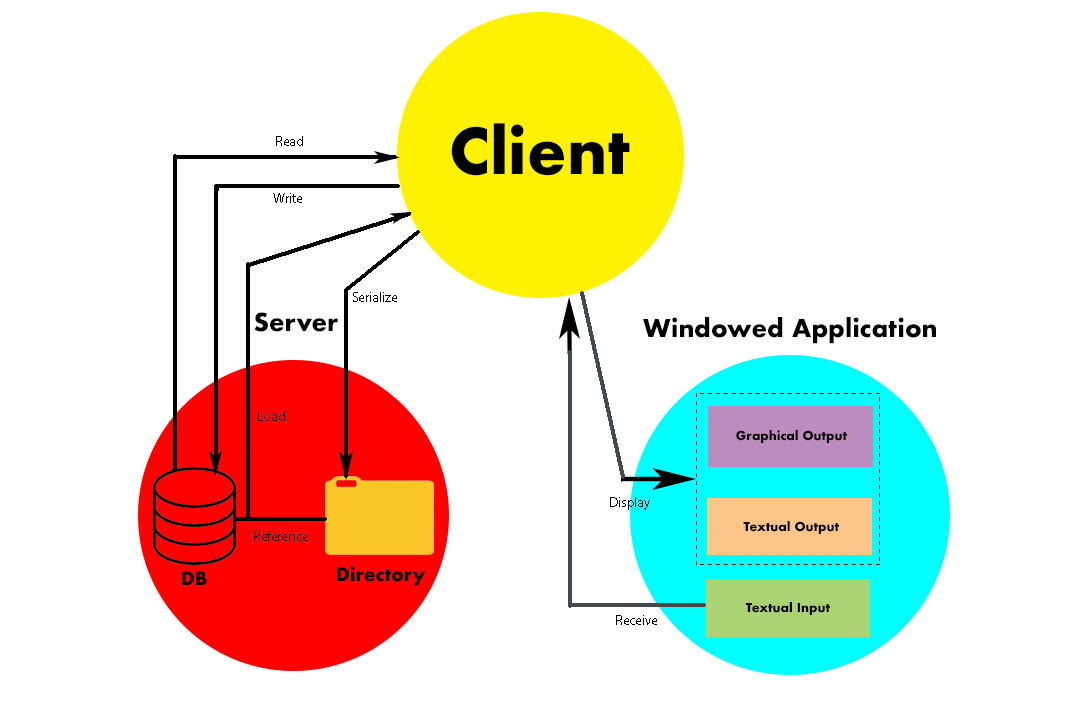 Client
Read
Write
Serialize
Server
Windowed Application
Load
Graphical Output
Display
Textual Output
Reference
DB
Directory
Textual Input
Receive